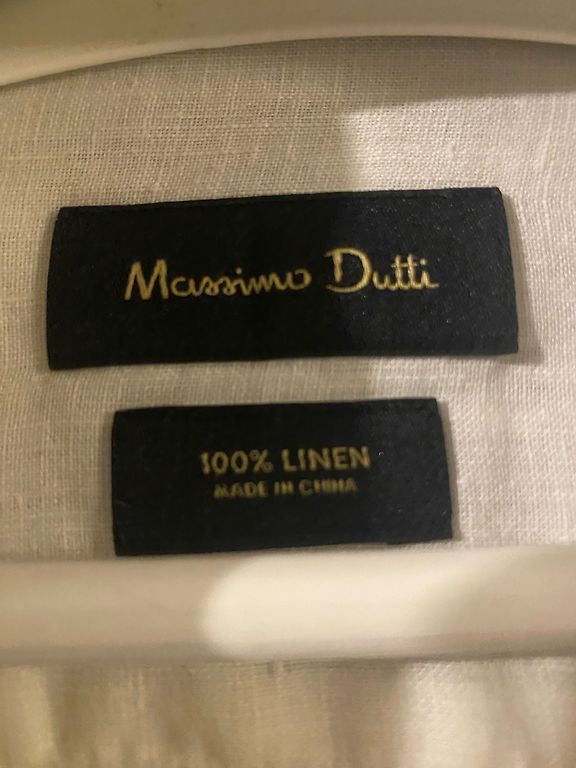 Massimo Dutti
100% LINEN
MADE IN CHINA